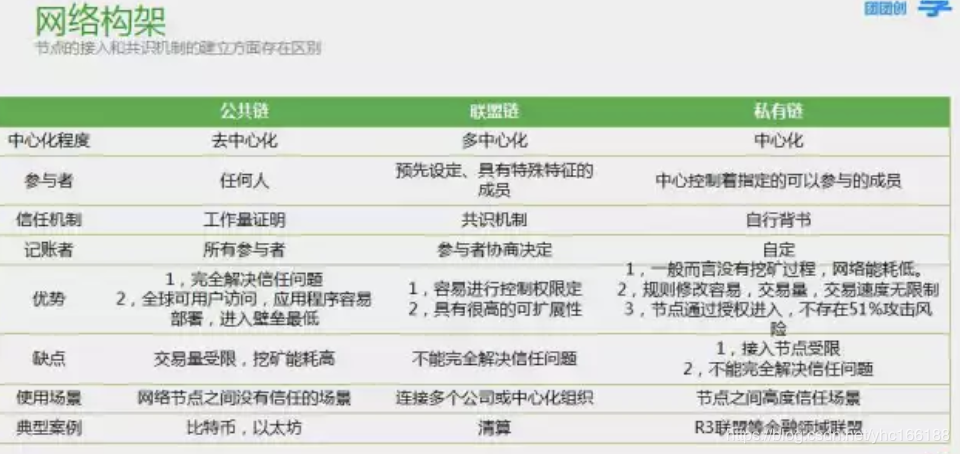 网络构架
团团创
节点的接入和共识机制的建立方面存在区别
公共链 联盟链 私有链
中心化程度 去中心化 多中心化 中心化
参与者 任何人 预先设定、具有特殊特征的
成员 中心控制着指定的可以参与的成员
信任机制 工作量证明 共识机制 自行背书
记账者 所有参与者 参与者协商决定 自定
优势 1，完全解决信任问题
2，全球可用户访问，应用程序容易
部署，进入壁垒最低
1，容易进行控制权限定
2，具有很高的可扩展性
1，一般而言没有挖矿过程，网络能耗低。
2，规则修改容易，交易量，交易速度无限制
3，节点通过授权进入，不存在51%攻击风
险
缺点 交易量受限，挖矿能耗高 不能完全解决信任问题 1，接入节点受限
2，不能完全解决信任问题
使用场景 网络节点之间没有信任的场景 连接多个公司或中心化组织 节点之间高度信任场景
典型案例 比特币，以太坊 清算 R3联盟等金融领域联盟
https://blog.csdn.net/yhc166188